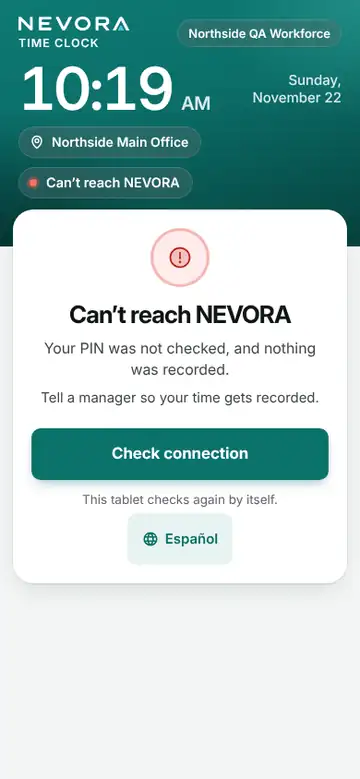 NEVORA
TIME CLOCK
Northside QA Workforce
10:19 AM
Sunday,
November 22
Northside Main Office
Can’t reach NEVORA
Can’t reach NEVORA
Your PIN was not checked, and nothing
was recorded.
Tell a manager so your time gets recorded.
Check connection
This tablet checks again by itself.
Español